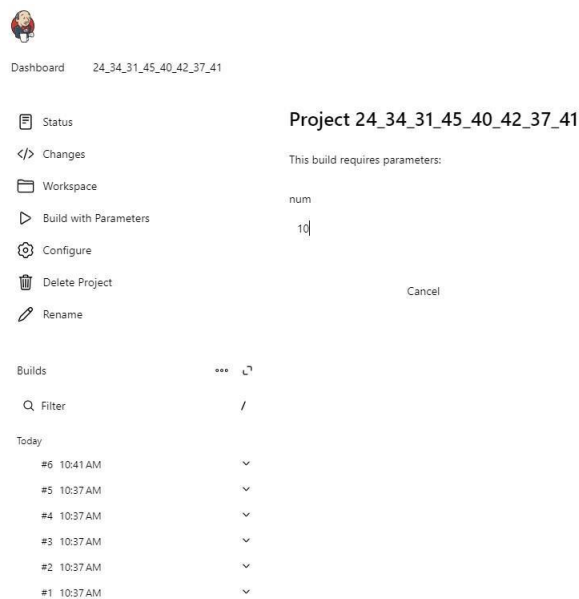 Dashboard 24_34_31_45_40_42_37_41
Status
Changes
Workspace
Build with Parameters
Configure
Delete Project
Rename
Project 24_34_31_45_40_42_37_41
This build requires parameters:
num
10
Cancel
Builds
Filter /
Today
#6 10:41 AM
#5 10:37 AM
#4 10:37 AM
#3 10:37 AM
#2 10:37 AM
#1 10:37 AM